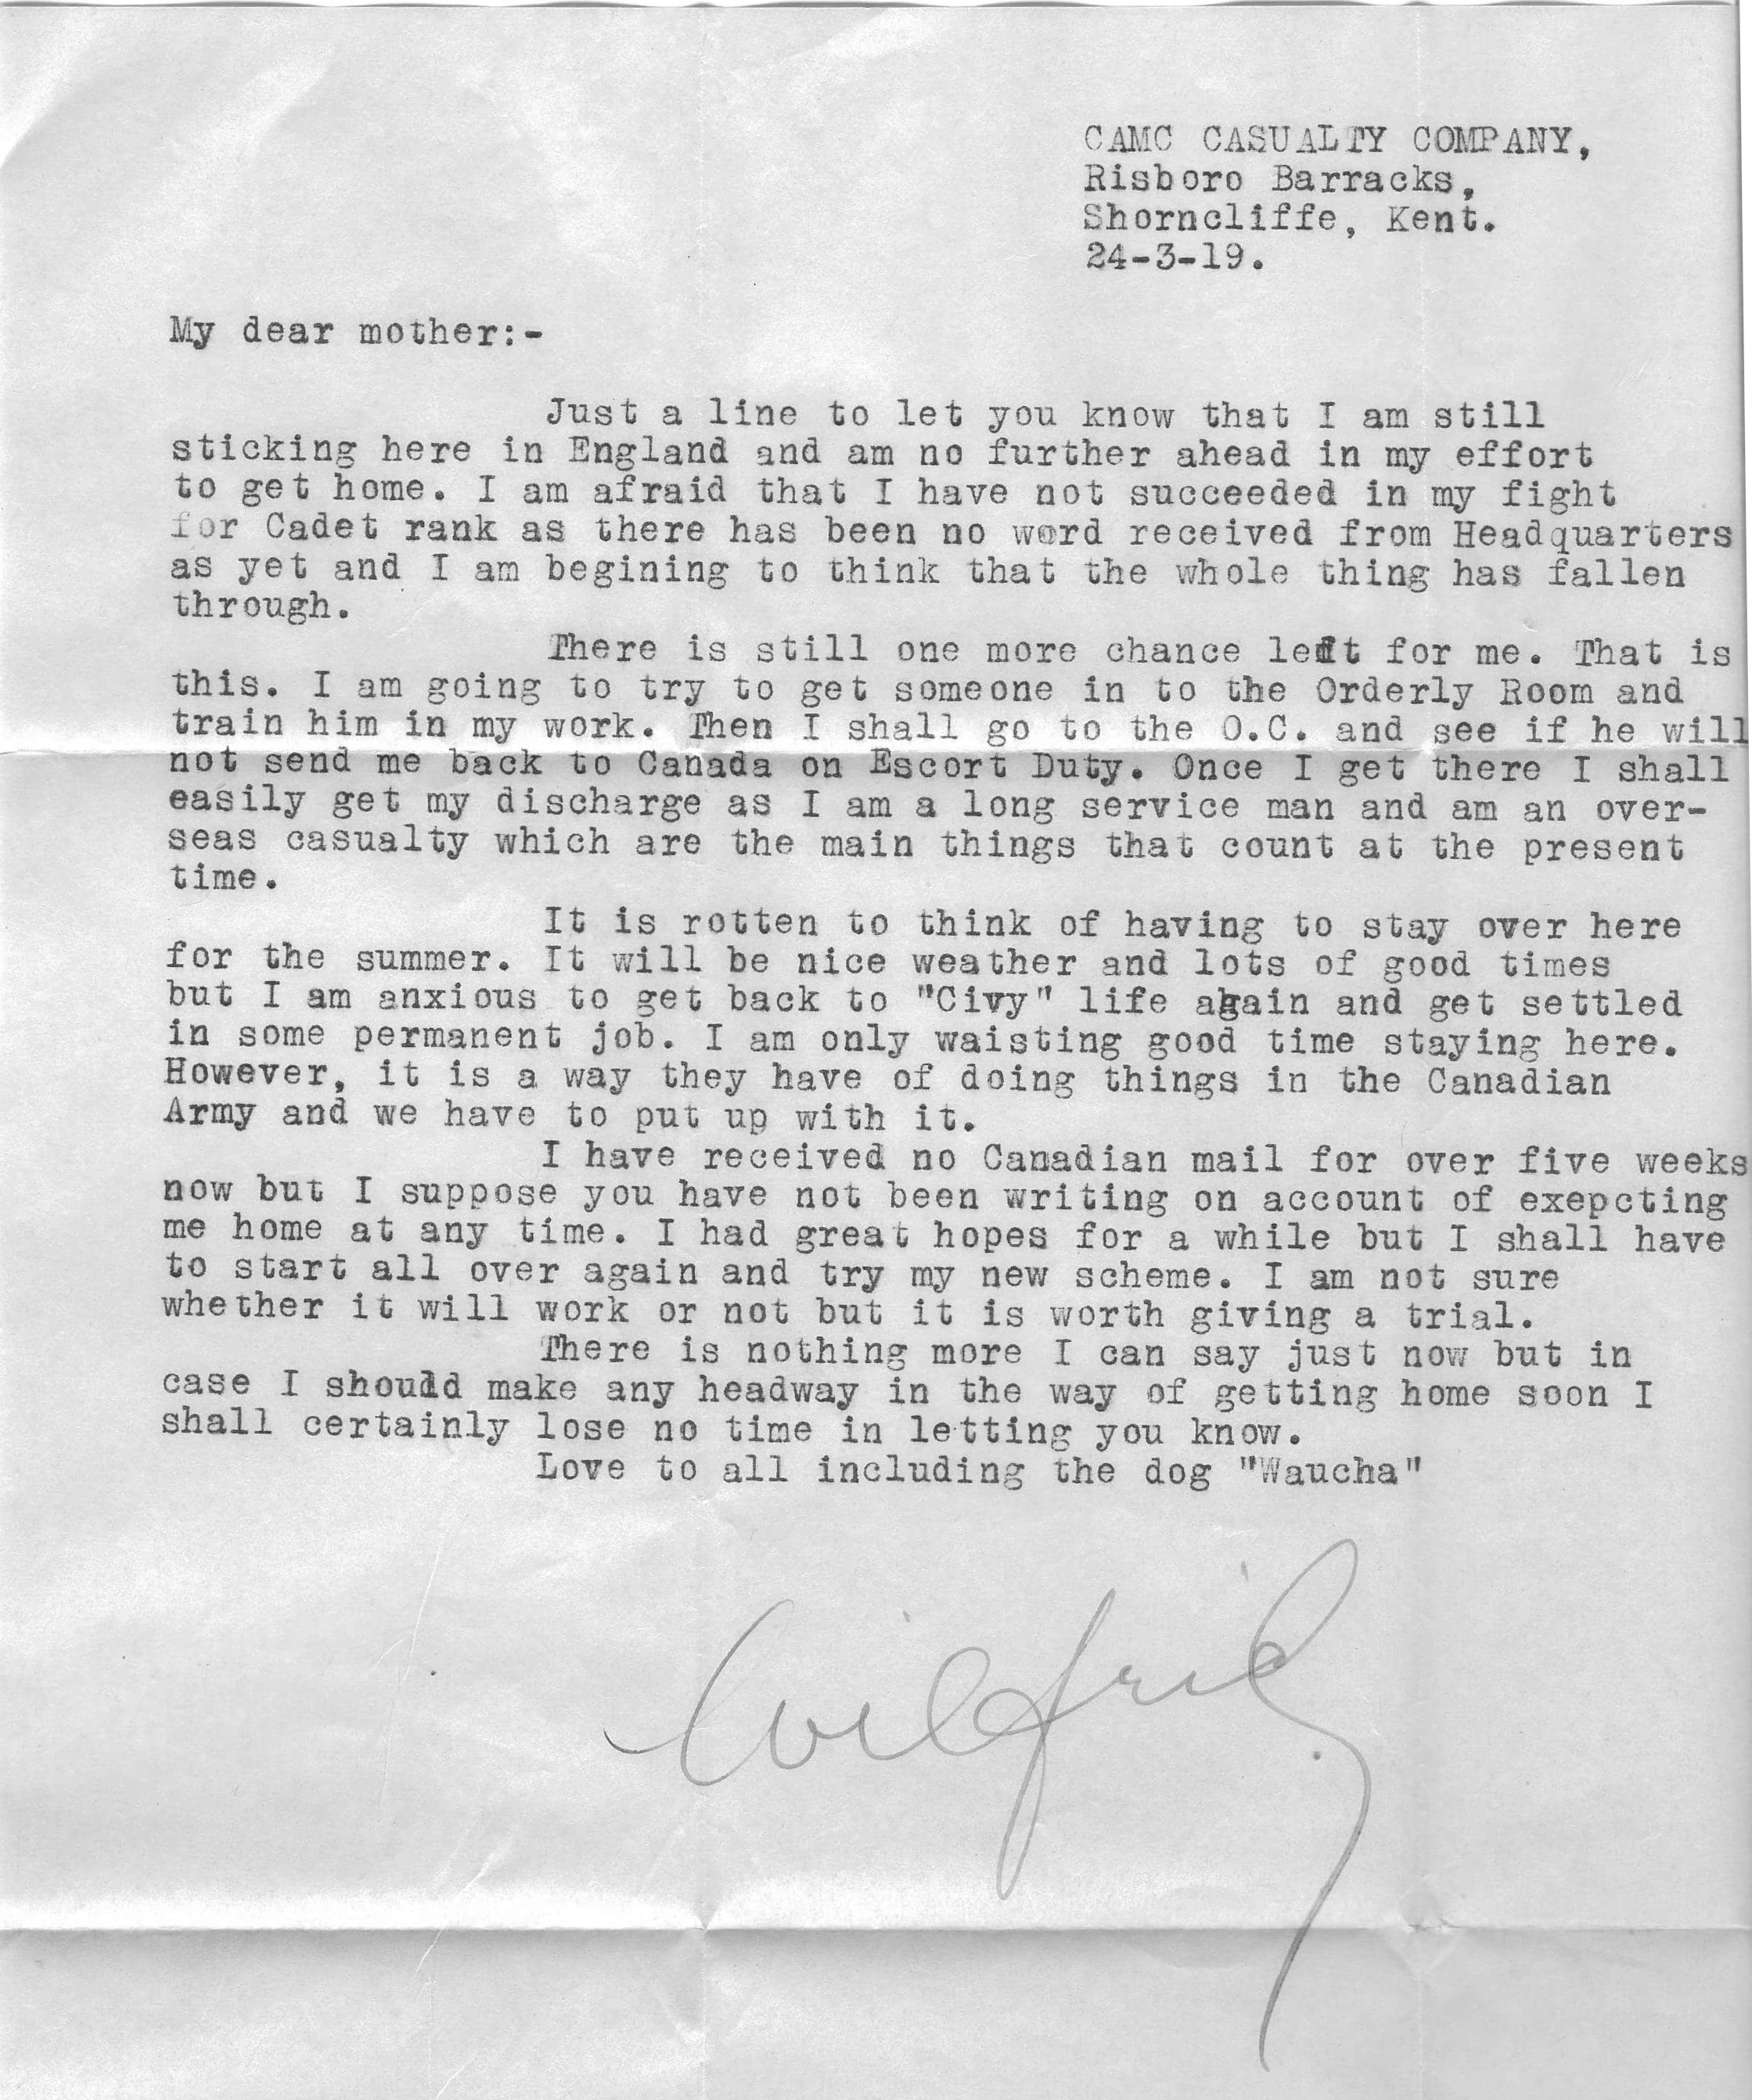 CAMC CASUALTY COMPANY,
Risboro Barracks,
Shorncliffe, Kent.
24-3-19.
My dear mother:-
Just a line to let you know that I am still
sticking here in England and am no further ahead in my effort
to get home. I am afraid that I have not succeeded in my fight
for Cadet rank as there has been no word received from Headquarters
as yet and I am begining to think that the whole thing has fallen
through.
There is still one more chance left for me. That is
this. I am going to try to get someone in to the Orderly Room and
train him in my work. Then I shall go to the O.C. and see if he will
not send me back to Canada on Escort Duty. Once I get there I shall
easily get my discharge as I am a long service man and am an over-
seas casualty which are the main things that count at the present
time.
It is rotten to think of having to stay over here
for the summer. It will be nice weather and lots of good times
but I am anxious to get back to "Civy" life again and get settled
in some permanent job. I am only waisting good time staying here.
However, it is a way they have of doing things in the Canadian
Army and we have to put up with it.
I have received no Canadian mail for over five weeks
now but I suppose you have not been writing on account of exepcting
me home at any time. I had great hopes for a while but I shall have
to start all over again and try my new scheme. I am not sure
whether it will work or not but it is worth giving a trial.
There is nothing more I can say just now but in
case I should make any headway in the way of getting home soon I
shall certainly lose no time in letting you know.
Love to all including the dog "Waucha"
Wilfrid